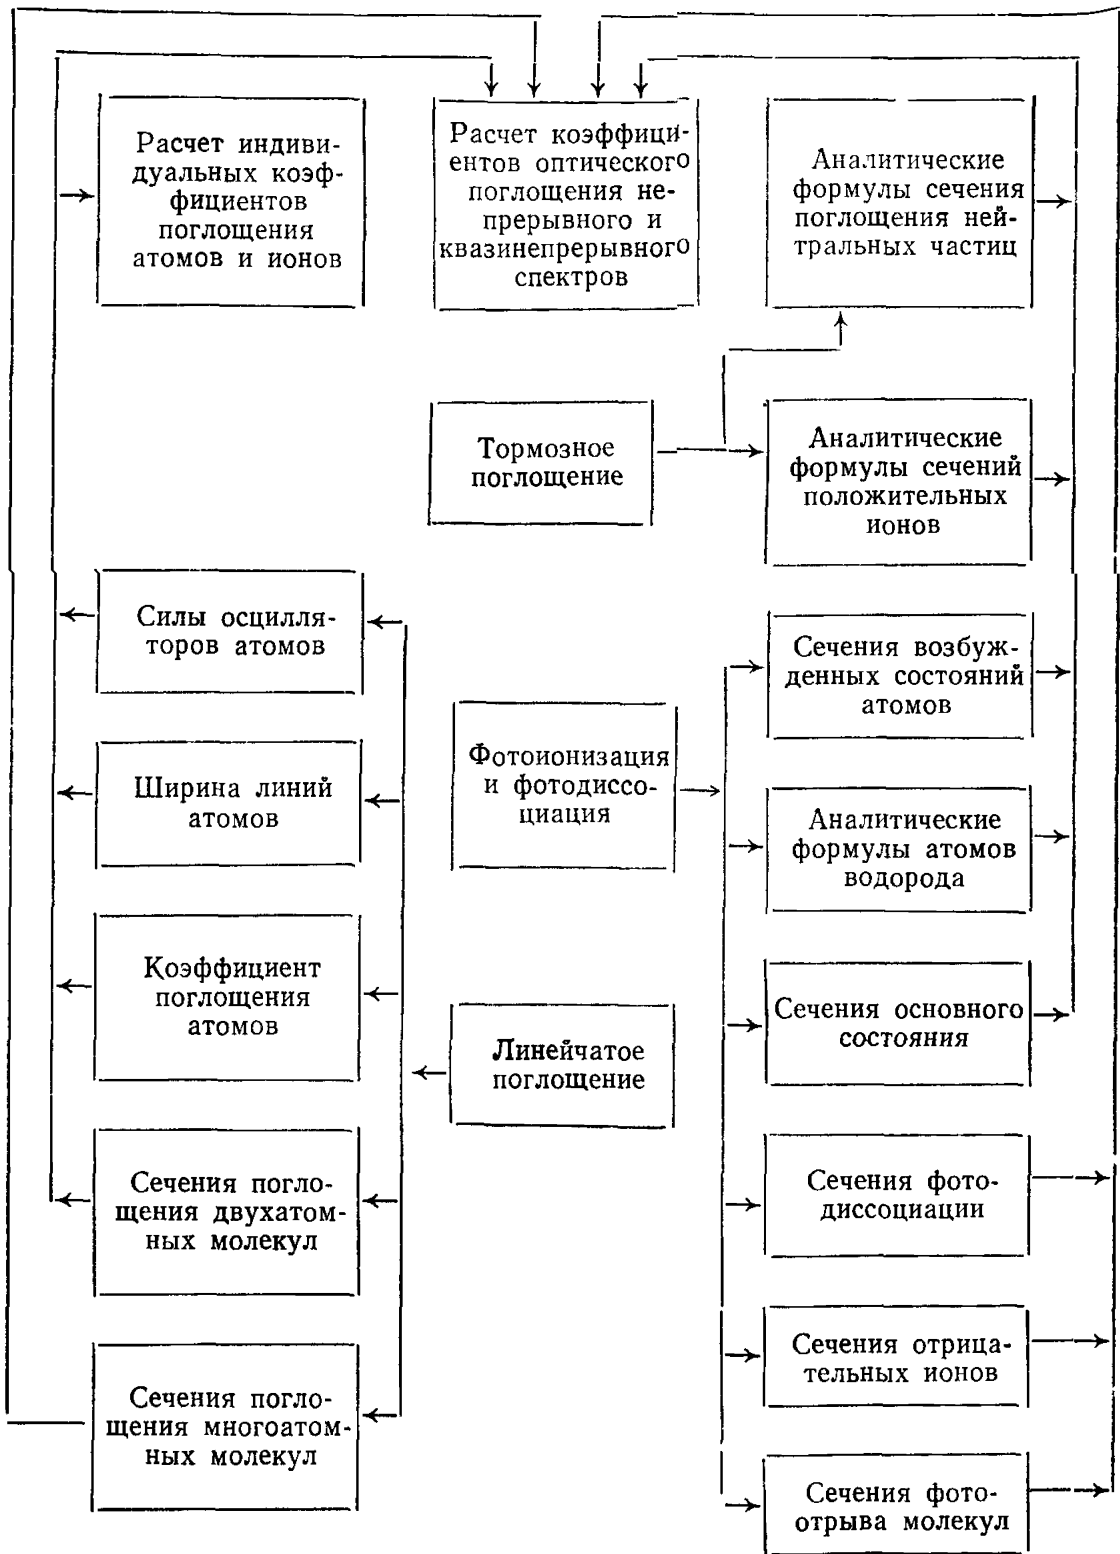 Расчет индиви-
дуальных коэф-
фициентов
поглощения
атомов и ионов
Расчет коэффици-
ентов оптического
поглощения не-
прерывного и
квазинепрерывного
спектров
Аналитические
формулы сечения
поглощения ней-
тральных частиц
Тормозное
поглощение
Аналитические
формулы сечений
положительных
ионов
Силы осцилля-
торов атомов
Сечения возбуж-
денных состояний
атомов
Фотоионизация
и фотодиссо-
циация
Ширина линий
атомов
Аналитические
формулы атомов
водорода
Коэффициент
поглощения
атомов
Сечения основного
состояния
Линейчатое
поглощение
Сечения погло-
щения двухатом-
ных молекул
Сечения фото-
диссоциации
Сечения отрица-
тельных ионов
Сечения погло-
щения многоатом-
ных молекул
Сечения фото-
отрыва молекул